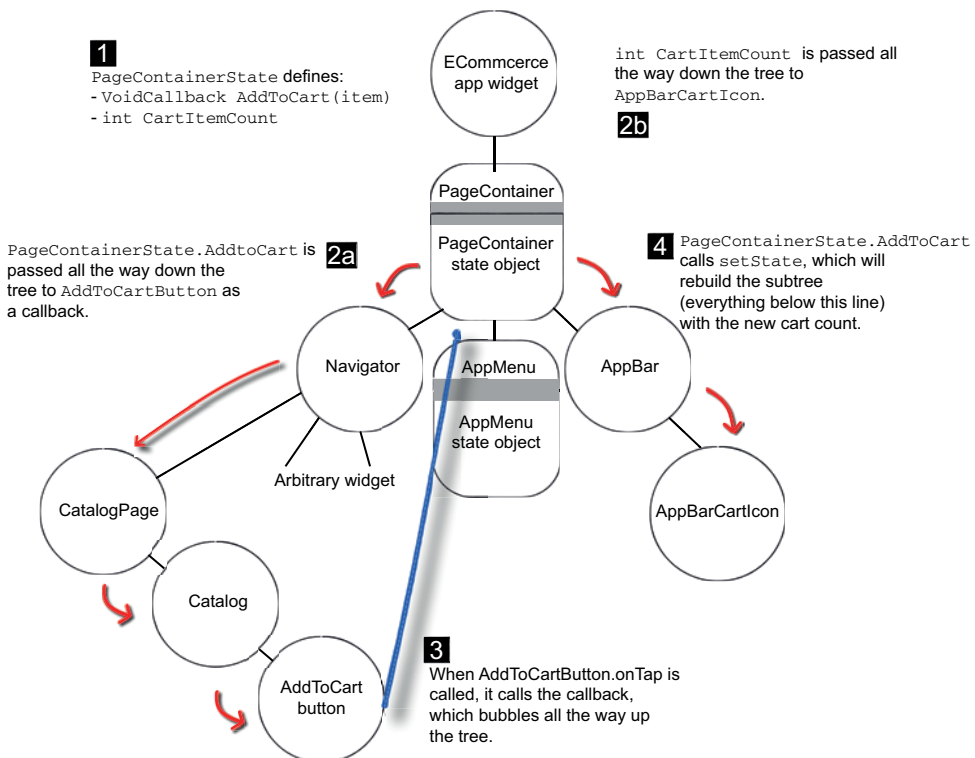 1
PageContainerState defines:
- VoidCallback AddToCart(item)
- int CartItemCount
ECommcerce
app widget
int CartItemCount is passed all
the way down the tree to
AppBarCartIcon.
2b
PageContainer
PageContainer
state object
PageContainerState.AddtoCart is
passed all the way down the
tree to AddToCartButton as
a callback.
2a
4
PageContainerState.AddToCart
calls setState, which will
rebuild the subtree
(everything below this line)
with the new cart count.
Navigator
AppMenu
AppMenu
state object
AppBar
Arbitrary widget
CatalogPage
AppBarCartIcon
Catalog
AddToCart
button
3
When AddToCartButton.onTap is
called, it calls the callback,
which bubbles all the way up
the tree.